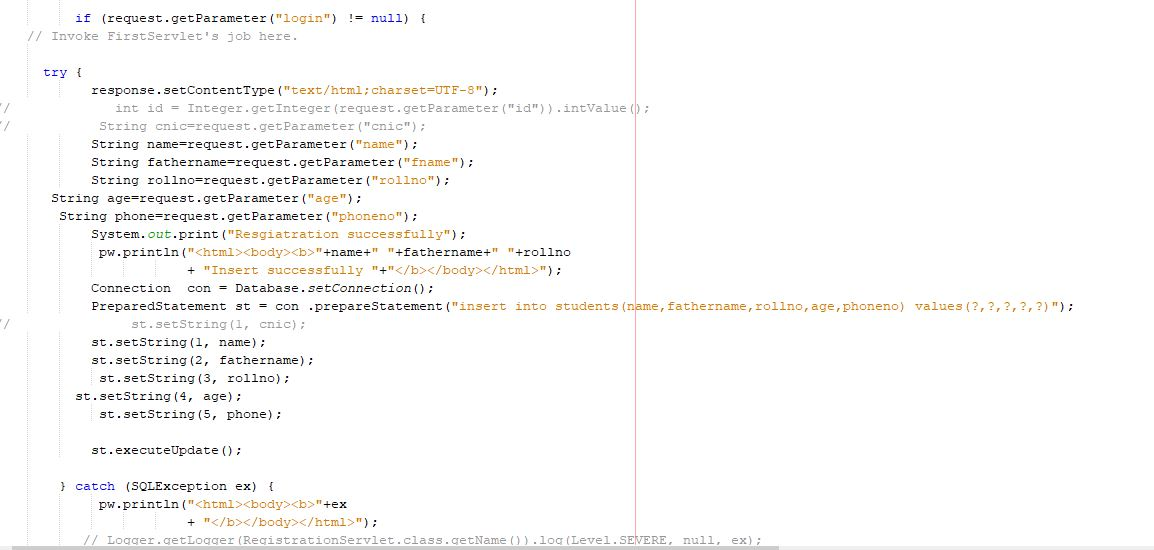 if (request.getParameter("login") != null) {
// Invoke FirstServlet's job here.
try {
response.setContentType("text/html;charset=UTF-8");
// int id = Integer.getInteger(request.getParameter("id")).intValue();
// String cnic=request.getParameter("cnic");
String name=request.getParameter("name");
String fathername=request.getParameter("fname");
String rollno=request.getParameter("rollno");
String age=request.getParameter("age");
String phone=request.getParameter("phoneno");
System.out.print("Resgiatration successfully");
pw.println("<html><body><b>"+name+" "+fathername+" "+rollno
+ "Insert successfully "+"</b></body></html>");
Connection  con = Database.setConnection();
PreparedStatement st = con .prepareStatement("insert into students(name,fathername,rollno,age,phoneno) values(?,?,?,?,?)");
// st.setString(1, cnic);
st.setString(1, name);
st.setString(2, fathername);
st.setString(3, rollno);
st.setString(4, age);
st.setString(5, phone);
st.executeUpdate();
} catch (SQLException ex) {
pw.println("<html><body><b>"+ex
+ "</b></body></html>");
// Logger.getLogger(RegistrationServlet.class.getName()).log(Level.SEVERE, null, ex);